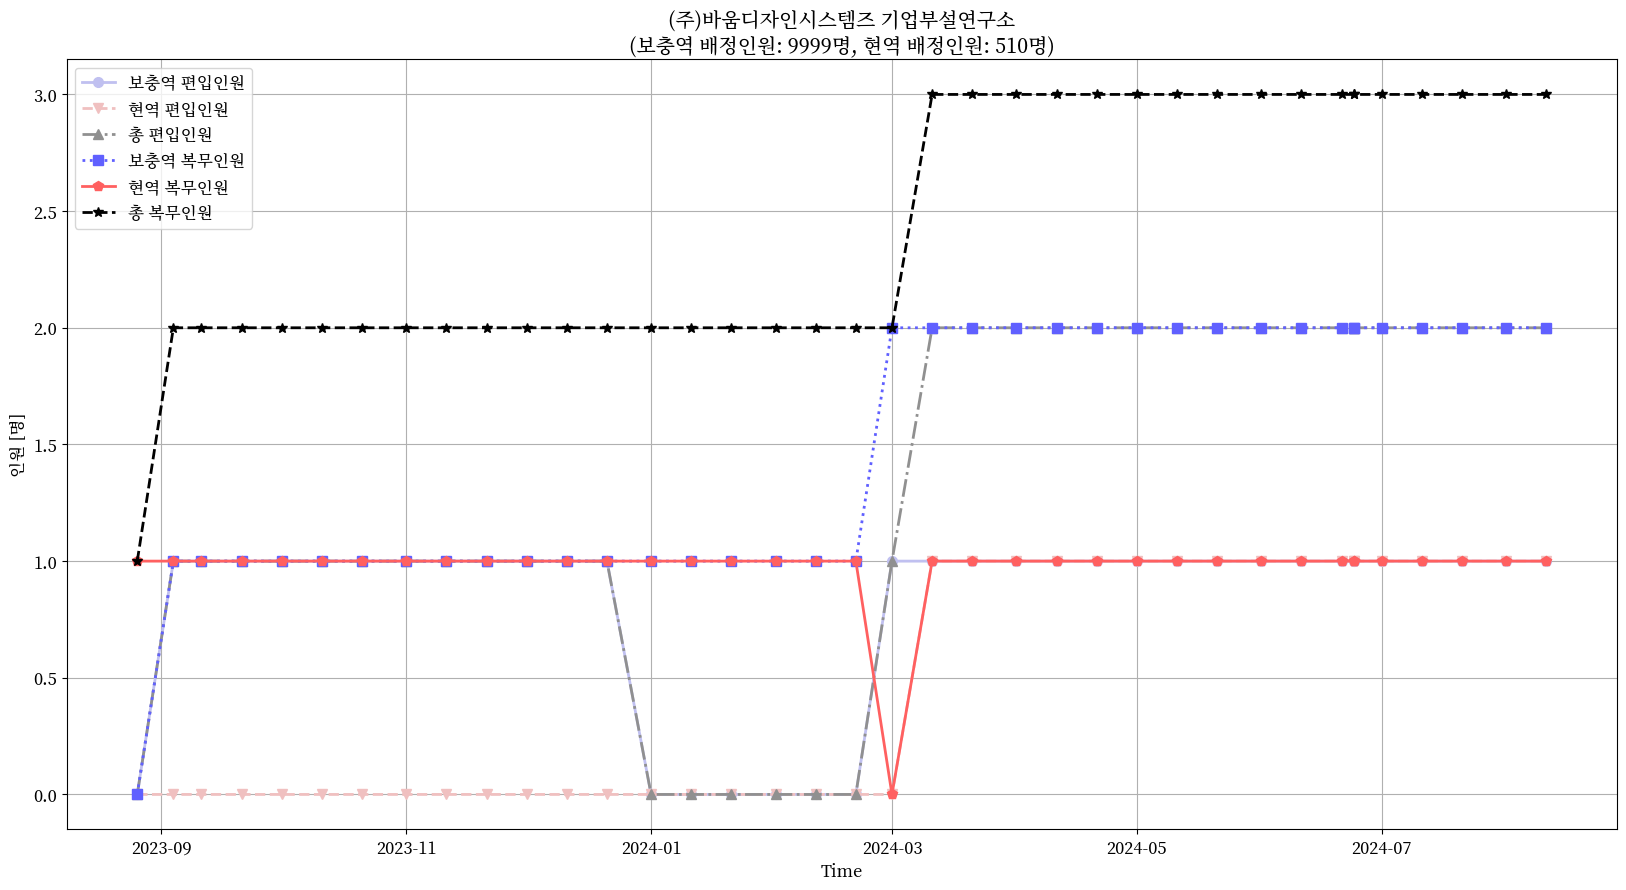 (주)바움디자인시스템즈 기업부설연구소
(보충역 배정인원: 9999명, 현역 배정인원: 510명)
보충역 편입인원
현역 편입인원
총 편입인원
보충역 복무인원
현역 복무인원
총 복무인원
인원 [명]
3.0
2.5
2.0
1.5
1.0
0.5
0.0
2023-09
2023-11
2024-01
2024-03
2024-05
2024-07
Time